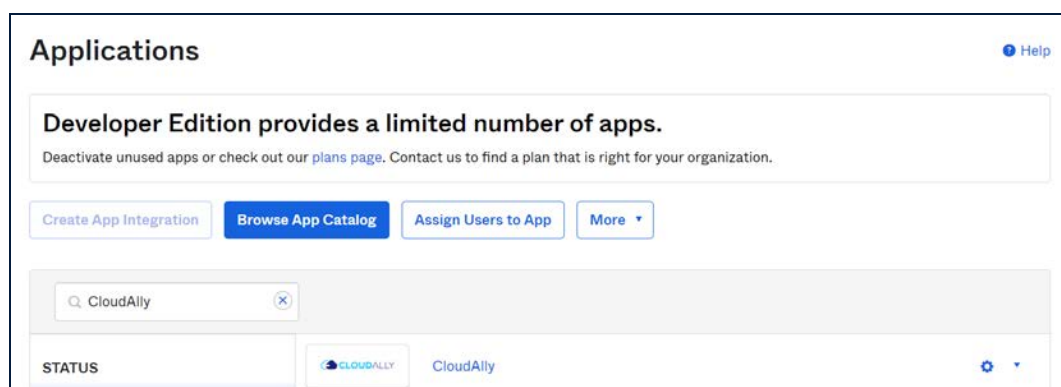 Applications
Help
Developer Edition provides a limited number of apps.
Deactivate unused apps or check out our plans page. Contact us to find a plan that is right for your organization.
Create App Integration
Browse App Catalog
Assign Users to App
More
CloudAlly
STATUS
CLOUDALLY
CloudAlly